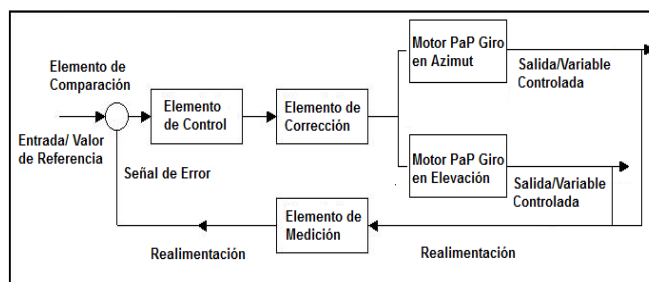 Elemento de
Comparación
Entrada/ Valor
de Referencia
Señal de Error
Elemento
de Control
Elemento de
Corrección
Motor PaP Giro
en Azimut
Salida/Variable
Controlada
Motor PaP Giro
en Elevación
Salida/Variable
Controlada
Elemento de
Medición
Realimentación
Realimentación